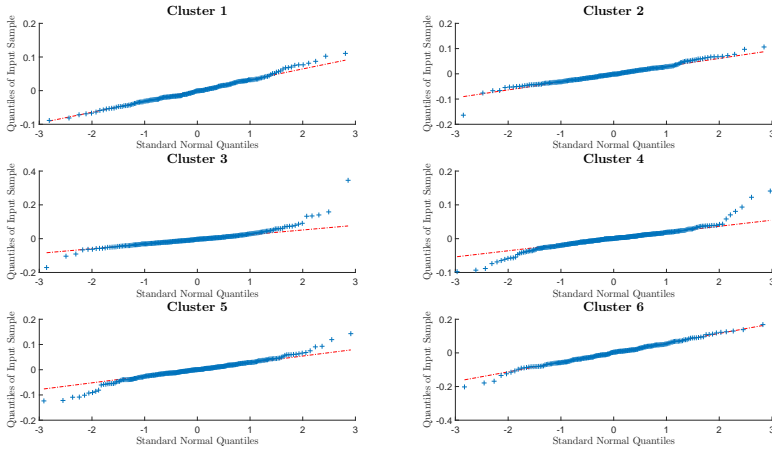 Cluster 1
Quantiles of Input Sample
0.2
0.1
0
-0.1
-3 -2 -1 0 1 2 3
Standard Normal Quantiles
Cluster 2
Quantiles of Input Sample
0.2
0.1
0
-0.1
-0.2
-3 -2 -1 0 1 2 3
Standard Normal Quantiles
Cluster 3
Quantiles of Input Sample
0.4
0.2
0
-0.2
-3 -2 -1 0 1 2 3
Standard Normal Quantiles
Cluster 4
Quantiles of Input Sample
0.2
0.1
0
-0.1
-3 -2 -1 0 1 2 3
Standard Normal Quantiles
Cluster 5
Quantiles of Input Sample
0.2
0.1
0
-0.1
-0.2
-3 -2 -1 0 1 2 3
Standard Normal Quantiles
Cluster 6
Quantiles of Input Sample
0.2
0
-0.2
-0.4
-3 -2 -1 0 1 2 3
Standard Normal Quantiles